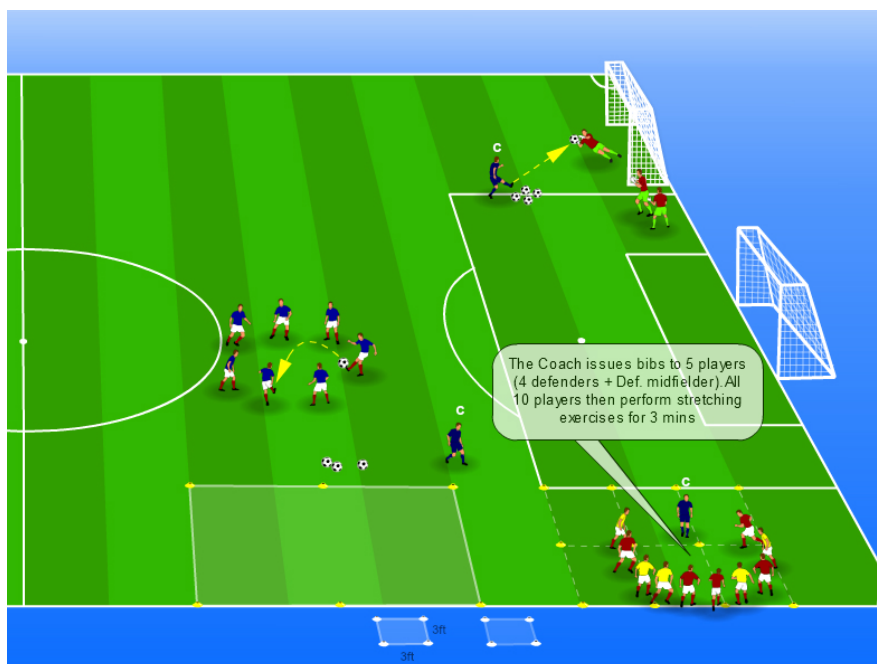 C
The Coach issues bibs to 5 players
(4 defenders + Def. midfielder). All
10 players then perform stretching
exercises for 3 mins
C
C
3ft
3ft